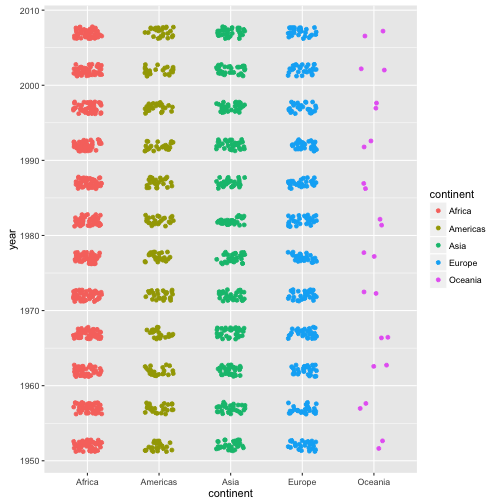 2010
2000
1990
1980
1970
1960
1950
year
Africa
Americas
Asia
Europe
Oceania
continent
continent
Africa
Americas
Asia
Europe
Oceania